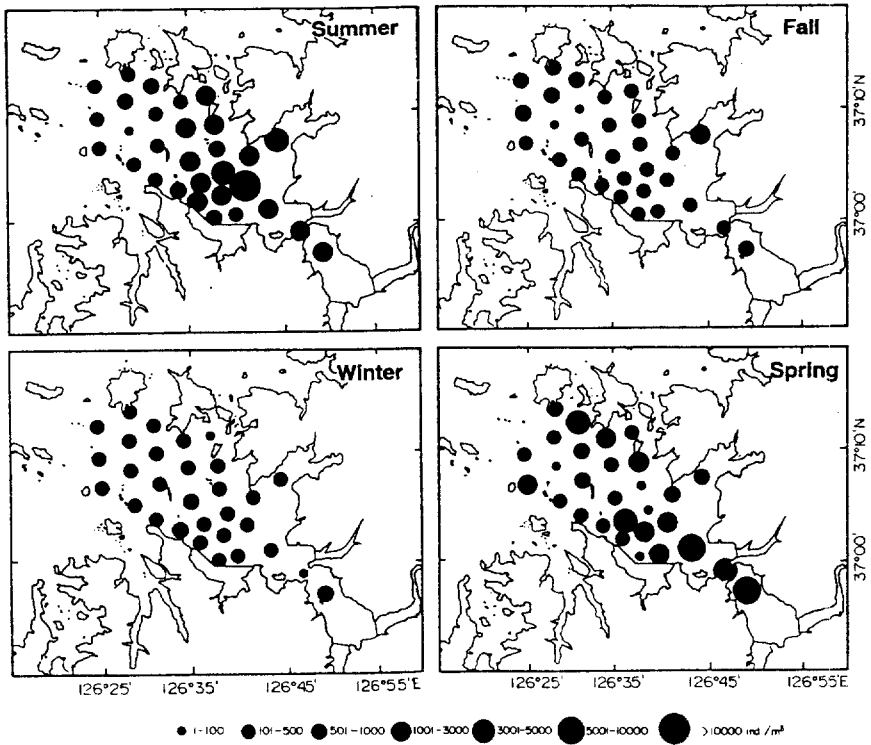 Summer
Fall
37°10'N
37°00'
Winter
Spring
37°10'N
37°00'
126°25' 126°35' 126°45' 126°55'E
126°25' 126°35' 126°45' 126°55'E
1-100 101-500 501-1000 1001-3000 3001-5000 5001-10000 >10000 ind/m³